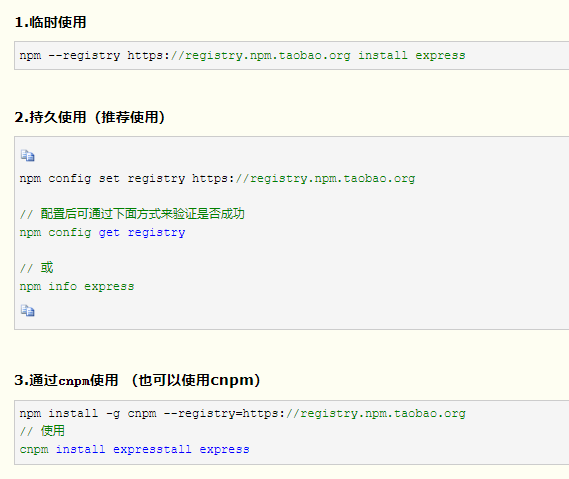 1.临时使用
npm --registry https://registry.npm.taobao.org install express
2.持久使用（推荐使用）
npm config set registry https://registry.npm.taobao.org
// 配置后可通过下面方式来验证是否成功
npm config get registry
// 或
npm info express
3.通过cnpm使用 （也可以使用cnpm）
npm install -g cnpm --registry=https://registry.npm.taobao.org
// 使用
cnpm install expresstall express